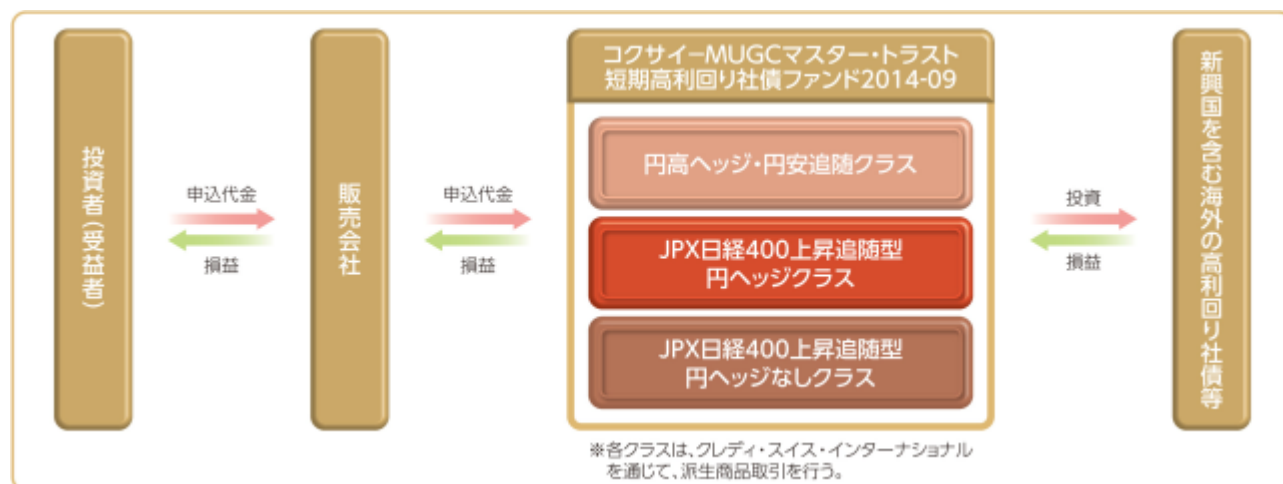 投資者(受益者)
申込代金
損益
販売会社
申込代金
損益
コクサイ－MUGCマスター・トラスト
短期高利回り社債ファンド2014-09
円高ヘッジ・円安追随クラス
JPX日経400上昇追随型
円ヘッジクラス
JPX日経400上昇追随型
円ヘッジなしクラス
※各クラスは、クレディ・スイス・インターナショナル
を通じて、派生商品取引を行う。
投資
損益
新興国を含む海外の高利回り社債等